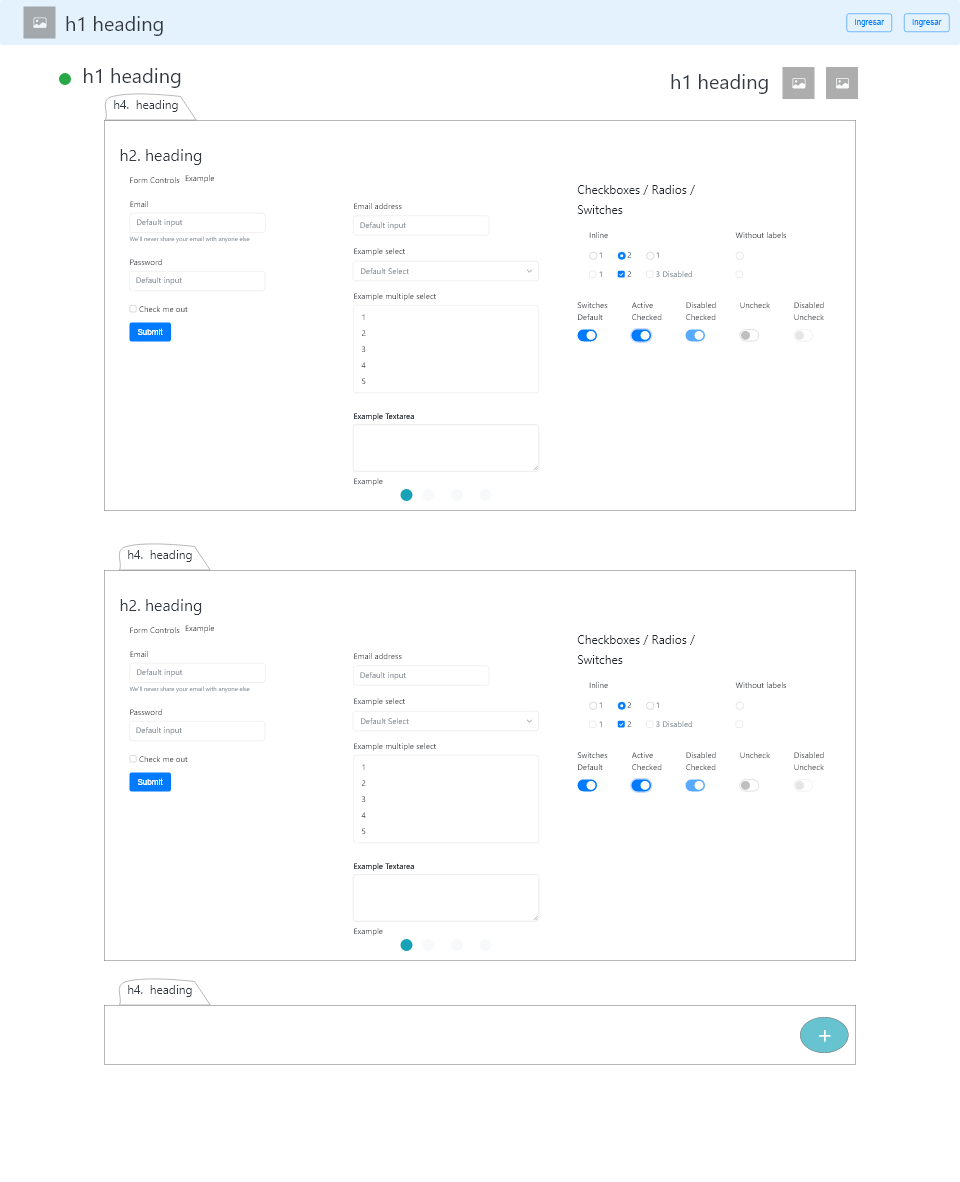 h1 heading
Ingresar
Ingresar
h1 heading
h1 heading
h4. heading
h2. heading
Form Controls Example
Email
Default input
We'll never share your email with anyone else
Password
Default input
Check me out
Submit
Email address
Default input
Example select
Default Select
Example multiple select
1
2
3
4
5
Example Textarea
Example
Checkboxes / Radios /
Switches
Inline
Without labels
1 2 1
1 2 3 Disabled
Switches
Default
Active
Checked
Disabled
Checked
Uncheck
Disabled
Uncheck
h4. heading
h2. heading
Form Controls Example
Email
Default input
We'll never share your email with anyone else
Password
Default input
Check me out
Submit
Email address
Default input
Example select
Default Select
Example multiple select
1
2
3
4
5
Example Textarea
Example
Checkboxes / Radios /
Switches
Inline
Without labels
1 2 1
1 2 3 Disabled
Switches
Default
Active
Checked
Disabled
Checked
Uncheck
Disabled
Uncheck
h4. heading
+